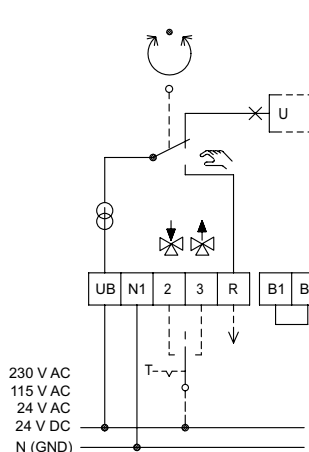 U
UB N1 2 3 R B1 B
T
230 V AC
115 V AC
24 V AC
24 V DC
N (GND)